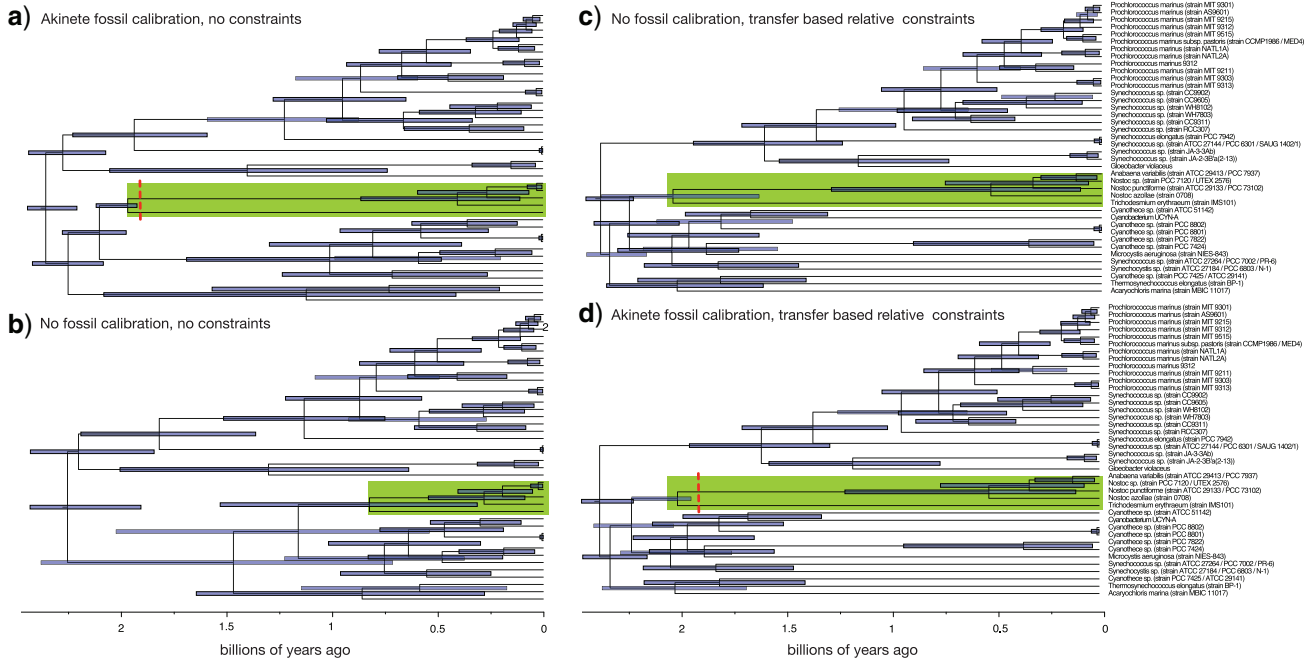 a) Akinete fossil calibration, no constraints
b) No fossil calibration, no constraints
2
2 1.5 1 0.5 0
billions of years ago
c) No fossil calibration, transfer based relative constraints
Prochlorococcus marinus (strain MIT 9301)
Prochlorococcus marinus (strain AS9601)
Prochlorococcus marinus (strain MIT 9215)
Prochlorococcus marinus (strain MIT 9312)
Prochlorococcus marinus (strain MIT 9515)
Prochlorococcus marinus subsp. pastoris (strain CCMP1986 / MED4)
Prochlorococcus marinus (strain NATL1A)
Prochlorococcus marinus (strain NATL2A)
Prochlorococcus marinus 9312
Prochlorococcus marinus (strain MIT 9211)
Prochlorococcus marinus (strain MIT 9303)
Prochlorococcus marinus (strain MIT 9313)
Synechococcus sp. (strain CC9902)
Synechococcus sp. (strain CC9605)
Synechococcus sp. (strain WH8102)
Synechococcus sp. (strain WH7803)
Synechococcus sp. (strain CC9311)
Synechococcus sp. (strain RCC307)
Synechococcus elongatus (strain PCC 7942)
Synechococcus sp. (strain ATCC 27144 / PCC 6301 / SAUG 1402/1)
Synechococcus sp. (strain JA-3-3Ab)
Synechococcus sp. (strain JA-2-3B'a(2-13))
Gloeobacter violaceus
Anabaena variabilis (strain ATCC 29413 / PCC 7937)
Nostoc sp. (strain PCC 7120 / UTEX 2576)
Nostoc punctiforme (strain ATCC 29133 / PCC 73102)
Nostoc azollae (strain 0708)
Trichodesmium erythraeum (strain IMS101)
Cyanothece sp. (strain ATCC 51142)
Cyanobacterium UCYN-A
Cyanothece sp. (strain PCC 8802)
Cyanothece sp. (strain PCC 8801)
Cyanothece sp. (strain PCC 7822)
Cyanothece sp. (strain PCC 7424)
Microcystis aeruginosa (strain NIES-843)
Synechococcus sp. (strain ATCC 27264 / PCC 7002 / PR-6)
Synechocystis sp. (strain ATCC 27184 / PCC 6803 / N-1)
Cyanothece sp. (strain PCC 7425 / ATCC 29141)
Thermosynechococcus elongatus (strain BP-1)
Acaryochloris marina (strain MBIC 11017)
d) Akinete fossil calibration, transfer based relative constraints
Prochlorococcus marinus (strain MIT 9301)
Prochlorococcus marinus (strain AS9601)
Prochlorococcus marinus (strain MIT 9215)
Prochlorococcus marinus (strain MIT 9312)
Prochlorococcus marinus (strain MIT 9515)
Prochlorococcus marinus subsp. pastoris (strain CCMP1986 / MED4)
Prochlorococcus marinus (strain NATL1A)
Prochlorococcus marinus (strain NATL2A)
Prochlorococcus marinus 9312
Prochlorococcus marinus (strain MIT 9211)
Prochlorococcus marinus (strain MIT 9303)
Prochlorococcus marinus (strain MIT 9313)
Synechococcus sp. (strain CC9902)
Synechococcus sp. (strain CC9605)
Synechococcus sp. (strain WH8102)
Synechococcus sp. (strain WH7803)
Synechococcus sp. (strain CC9311)
Synechococcus sp. (strain RCC307)
Synechococcus elongatus (strain PCC 7942)
Synechococcus sp. (strain ATCC 27144 / PCC 6301 / SAUG 1402/1)
Synechococcus sp. (strain JA-3-3Ab)
Synechococcus sp. (strain JA-2-3B'a(2-13))
Gloeobacter violaceus
Anabaena variabilis (strain ATCC 29413 / PCC 7937)
Nostoc sp. (strain PCC 7120 / UTEX 2576)
Nostoc punctiforme (strain ATCC 29133 / PCC 73102)
Nostoc azollae (strain 0708)
Trichodesmium erythraeum (strain IMS101)
Cyanothece sp. (strain ATCC 51142)
Cyanobacterium UCYN-A
Cyanothece sp. (strain PCC 8802)
Cyanothece sp. (strain PCC 8801)
Cyanothece sp. (strain PCC 7822)
Cyanothece sp. (strain PCC 7424)
Microcystis aeruginosa (strain NIES-843)
Synechococcus sp. (strain ATCC 27264 / PCC 7002 / PR-6)
Synechocystis sp. (strain ATCC 27184 / PCC 6803 / N-1)
Cyanothece sp. (strain PCC 7425 / ATCC 29141)
Thermosynechococcus elongatus (strain BP-1)
Acaryochloris marina (strain MBIC 11017)
2 1.5 1 0.5 0
billions of years ago